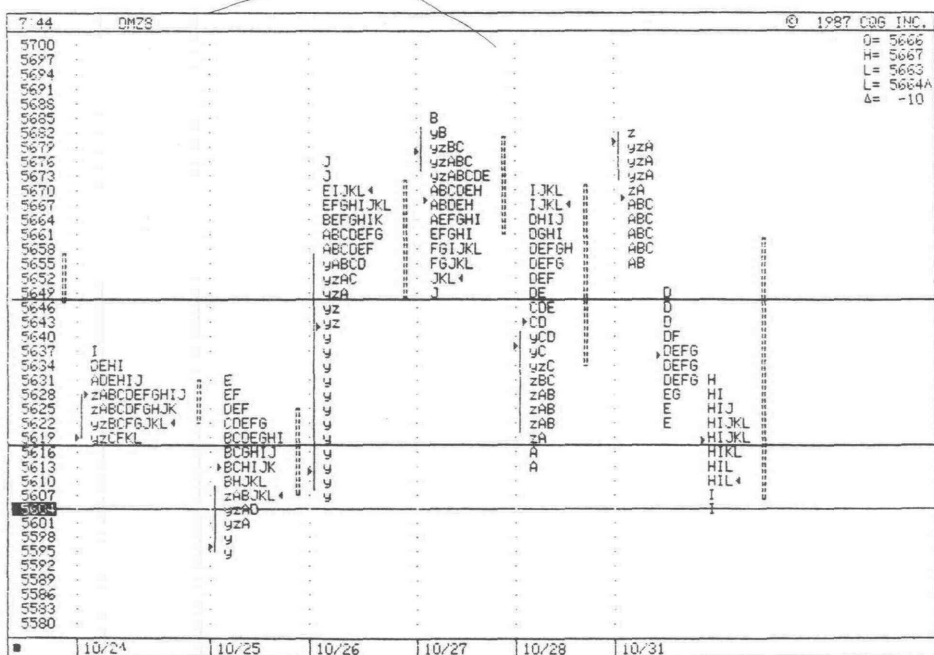 7:44 DMZ8 © 1987 CQG INC.
5700 O= 5666
5697 H= 5667
5694 L= 5663
5691 L= 5664A
5688 Δ= -10
5685 B
5682 yB z
5679 yzBC yzA
5676 J yzABC yzA
5673 J yzABCDE yzA
5670 EIJKL ABCDEH IJKL zA
5667 EFGHIJKL ABDEH IJKL ABC
5664 BEFGHIK AEFGHI DHIJ ABC
5661 ABCDEFG EFGHI DGHI ABC
5658 ABCDEF FGIJKL DEFGH ABC
5655 yABCD FGJKL DEFG AB
5652 yzAC JKL DEF
5649 yzA J DE D
5646 yz CDE D
5643 yz CD D
5640 y yCD DF
5637 I y yC DEFG
5634 DEHI y yzC DEFG
5631 ADEHIJ E y zBC DEFG H
5628 zABCDEFGHIJ EF y zAB EG HI
5625 zABCDFGHJK DEF y zAB E HIJ
5622 yzBCFGJKL CDEFG y zAB E HIJKL
5619 yzCFKL BCDEGHI y zA HIJKL
5616 BCGHIJ y A HIKL
5613 BCHIJK y A HIL
5610 BHJKL y HIL
5607 zABJKL y I
5604 yzAD I
5601 yzA
5598 y
5595 y
5592
5589
5586
5583
5580
10/24 10/25 10/26 10/27 10/28 10/31